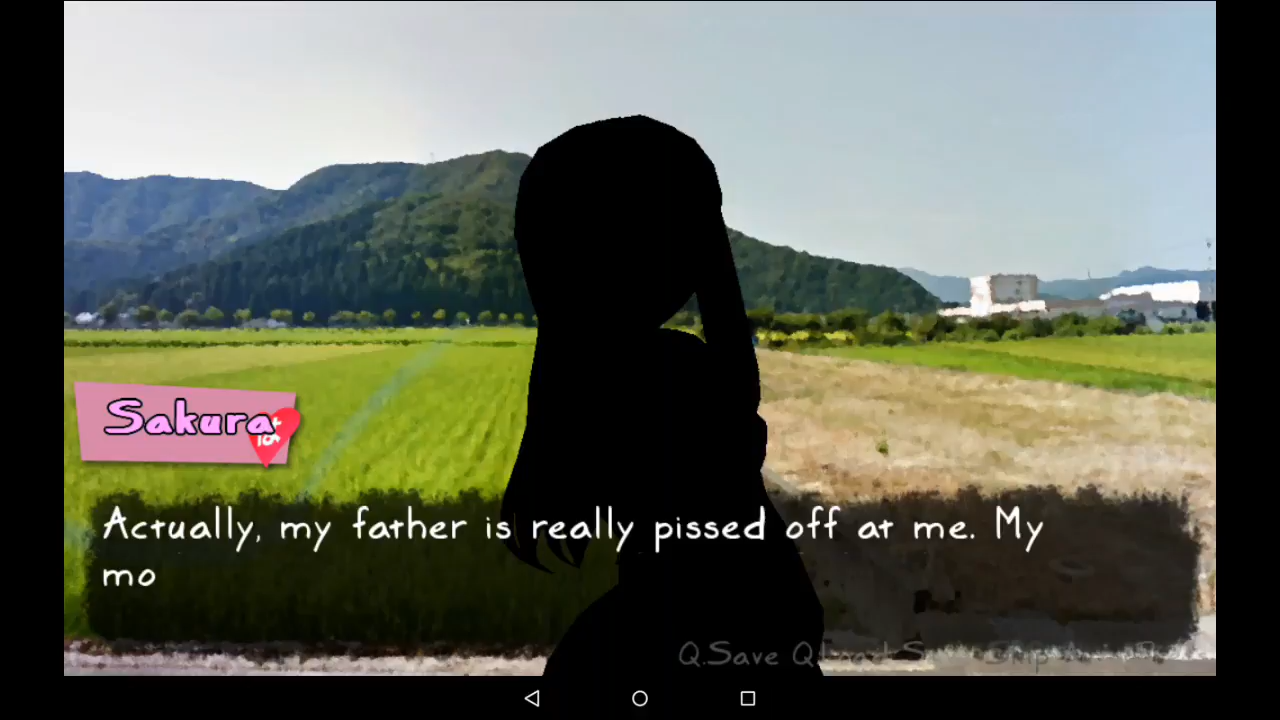 Sakura
Actually, my father is really pissed off at me. My
mo
Q.Save